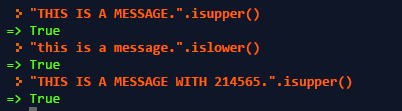 > "THIS IS A MESSAGE.".isupper()
=> True
> "this is a message.".islower()
=> True
> "THIS IS A MESSAGE WITH 214565.".isupper()
=> True